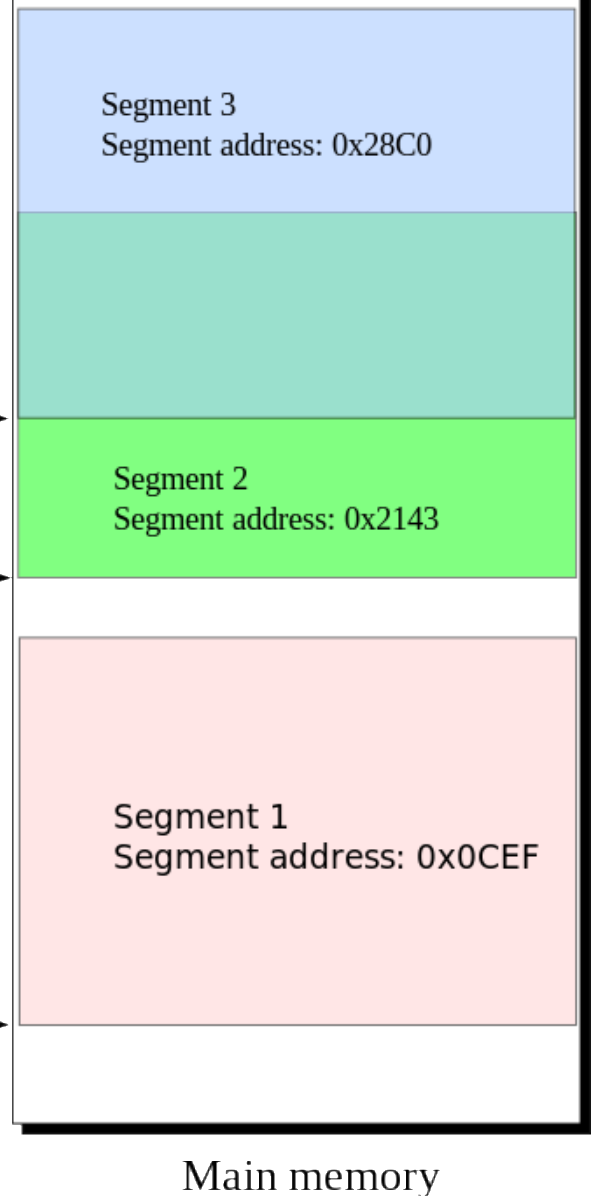 Segment 3
Segment address: 0x28C0
Segment 2
Segment address: 0x2143
Segment 1
Segment address: 0x0CEF
Main memory